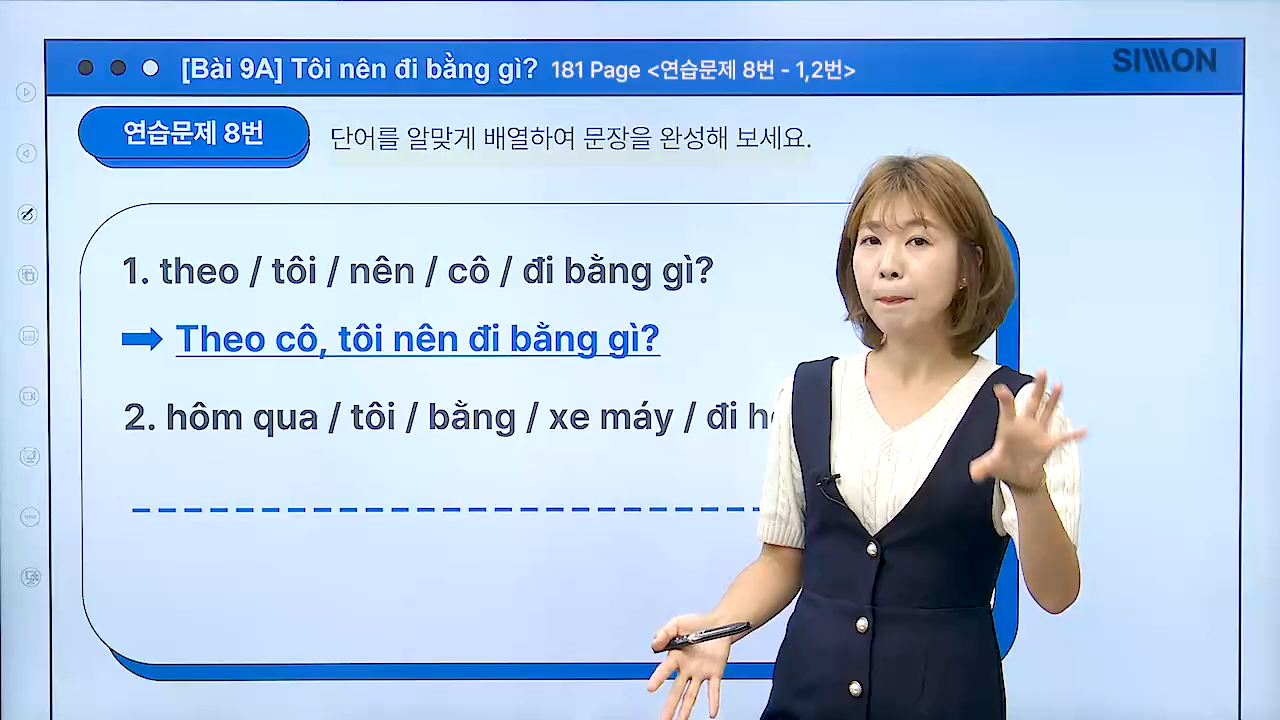 [Bài 9A] Tôi nên đi bằng gì? 181 Page <연습문제 8번 - 1,2번>
SIWON
연습문제 8번 단어를 알맞게 배열하여 문장을 완성해 보세요.
1. theo / tôi / nên / cô / đi bằng gì?
➡ Theo cô, tôi nên đi bằng gì?
2. hôm qua / tôi / bằng / xe máy / đi